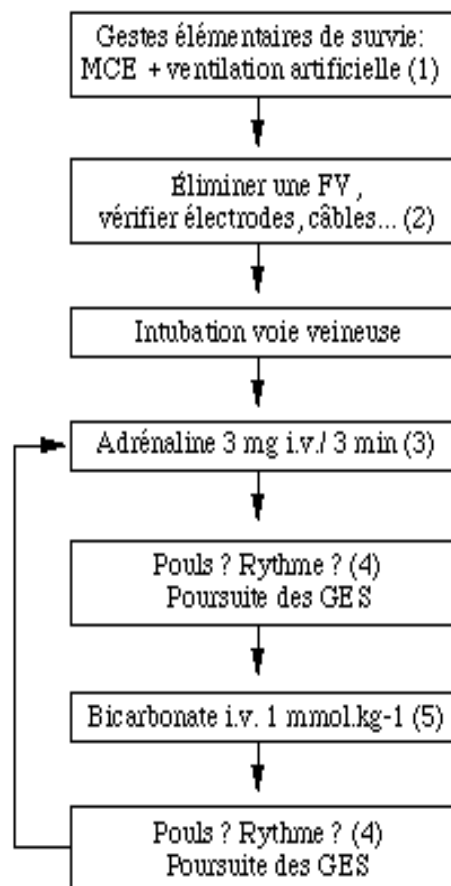 Gestes élémentaires de survie:
MCE + ventilation artificielle (1)
Éliminer une FV,
vérifier électrodes, câbles... (2)
Intubation voie veineuse
Adrénaline 3 mg i.v./ 3 min (3)
Pouls ? Rythme ? (4)
Poursuite des GES
Bicarbonate i.v. 1 mmol.kg-1 (5)
Pouls ? Rythme ? (4)
Poursuite des GES